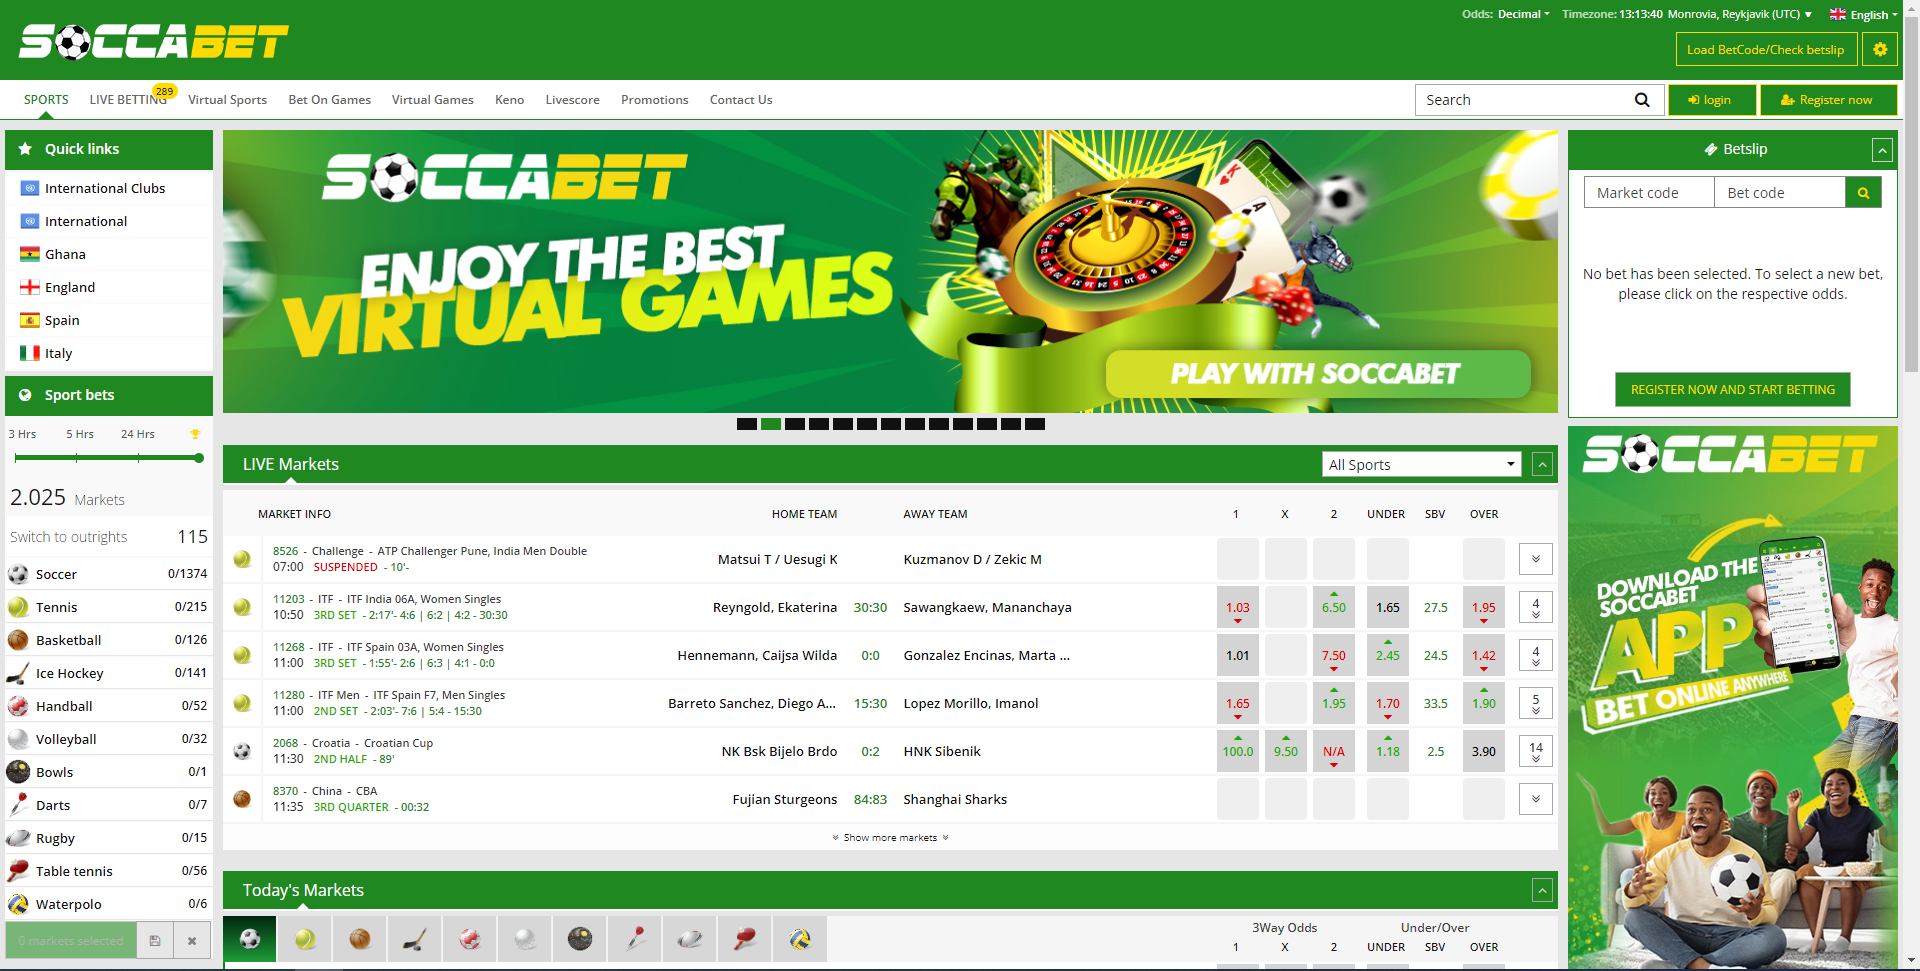 SOCCABET
Odds: Decimal Timezone: 13:13:40 Monrovia, Reykjavik (UTC) English
Load BetCode/Check betslip
SPORTS LIVE BETTING 289 Virtual Sports Bet On Games Virtual Games Keno Livescore Promotions Contact Us
Search login Register now
Quick links
International Clubs
International
Ghana
England
Spain
Italy
Sport bets
3 Hrs 5 Hrs 24 Hrs
2.025 Markets
Switch to outrights 115
Soccer 0/1374
Tennis 0/215
Basketball 0/126
Ice Hockey 0/141
Handball 0/52
Volleyball 0/32
Bowls 0/1
Darts 0/7
Rugby 0/15
Table tennis 0/56
Waterpolo 0/6
0 markets selected
SOCCABET
ENJOY THE BEST
VIRTUAL GAMES
PLAY WITH SOCCABET
LIVE Markets All Sports
MARKET INFO HOME TEAM AWAY TEAM 1 X 2 UNDER SBV OVER
8526 - Challenge - ATP Challenger Pune, India Men Double
07:00 SUSPENDED - 10'-
Matsui T / Uesugi K Kuzmanov D / Zekic M
11203 - ITF - ITF India 06A, Women Singles
10:50 3RD SET - 2:17'- 4:6 | 6:2 | 4:2 - 30:30
Reyngold, Ekaterina 30:30 Sawangkaew, Mananchaya 1.03 6.50 1.65 27.5 1.95 4
11268 - ITF - ITF Spain 03A, Women Singles
11:00 3RD SET - 1:55'- 2:6 | 6:3 | 4:1 - 0:0
Hennemann, Caijsa Wilda 0:0 Gonzalez Encinas, Marta ... 1.01 7.50 2.45 24.5 1.42 4
11280 - ITF Men - ITF Spain F7, Men Singles
11:00 2ND SET - 2:03'- 7:6 | 5:4 - 15:30
Barreto Sanchez, Diego A... 15:30 Lopez Morillo, Imanol 1.65 1.95 1.70 33.5 1.90 5
2068 - Croatia - Croatian Cup
11:30 2ND HALF - 89'
NK Bsk Bijelo Brdo 0:2 HNK Sibenik 100.0 9.50 N/A 1.18 2.5 3.90 14
8370 - China - CBA
11:35 3RD QUARTER - 00:32
Fujian Sturgeons 84:83 Shanghai Sharks
Show more markets
Today's Markets
3Way Odds Under/Over
1 X 2 UNDER SBV OVER
Betslip
Market code Bet code
No bet has been selected. To select a new bet,
please click on the respective odds.
REGISTER NOW AND START BETTING
SOCCABET
DOWNLOAD THE
SOCCABET
APP
BET ONLINE ANYWHERE